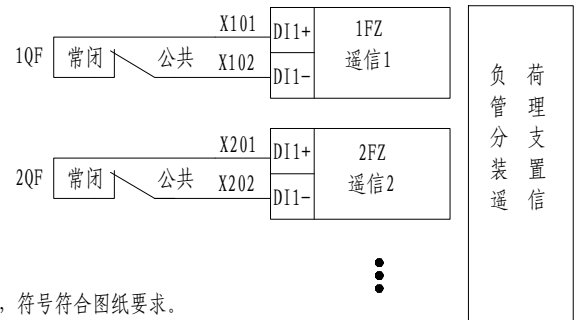 X101
DI1+
1FZ
1QF
常闭
公共
X102
遥信1
DI1-
X201
DI1+
2FZ
2QF
常闭
公共
X202
遥信2
DI1-
负 荷
管 理
分 支
装 置
遥 信
，符号符合图纸要求。